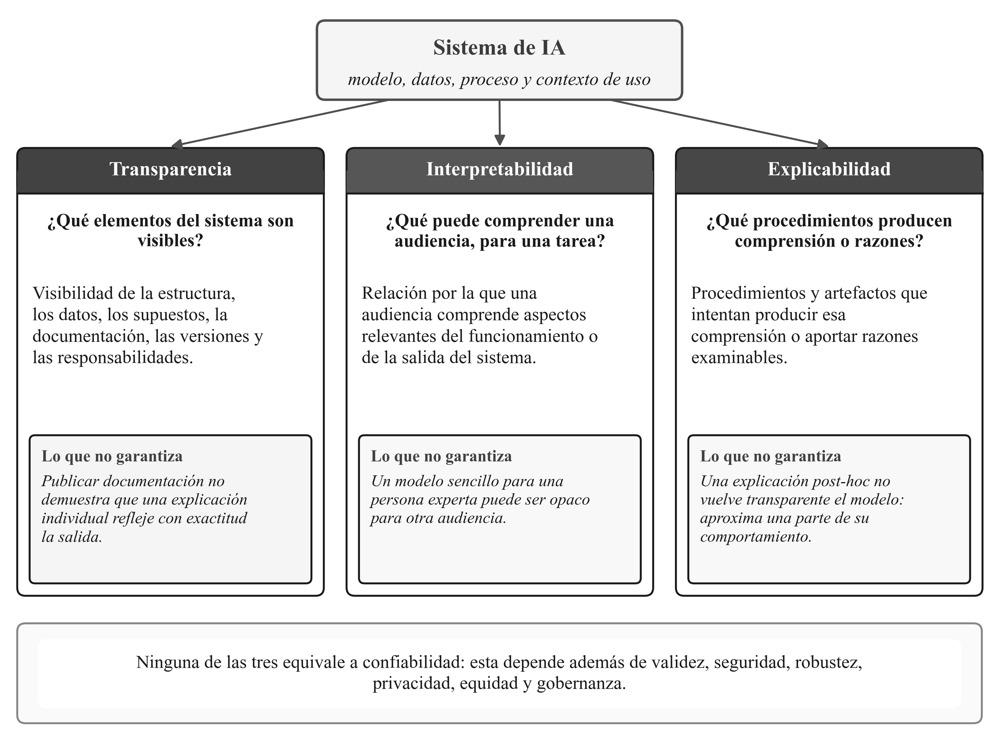 Sistema de IA
modelo, datos, proceso y contexto de uso
Transparencia
¿Qué elementos del sistema son
visibles?
Visibilidad de la estructura,
los datos, los supuestos, la
documentación, las versiones y
las responsabilidades.
Lo que no garantiza
Publicar documentación no
demuestra que una explicación
individual refleje con exactitud
la salida.
Interpretabilidad
¿Qué puede comprender una
audiencia, para una tarea?
Relación por la que una
audiencia comprende aspectos
relevantes del funcionamiento o
de la salida del sistema.
Lo que no garantiza
Un modelo sencillo para una
persona experta puede ser opaco
para otra audiencia.
Explicabilidad
¿Qué procedimientos producen
comprensión o razones?
Procedimientos y artefactos que
intentan producir esa
comprensión o aportar razones
examinables.
Lo que no garantiza
Una explicación post-hoc no
vuelve transparente el modelo:
aproxima una parte de su
comportamiento.
Ninguna de las tres equivale a confiabilidad: esta depende además de validez, seguridad, robustez,
privacidad, equidad y gobernanza.